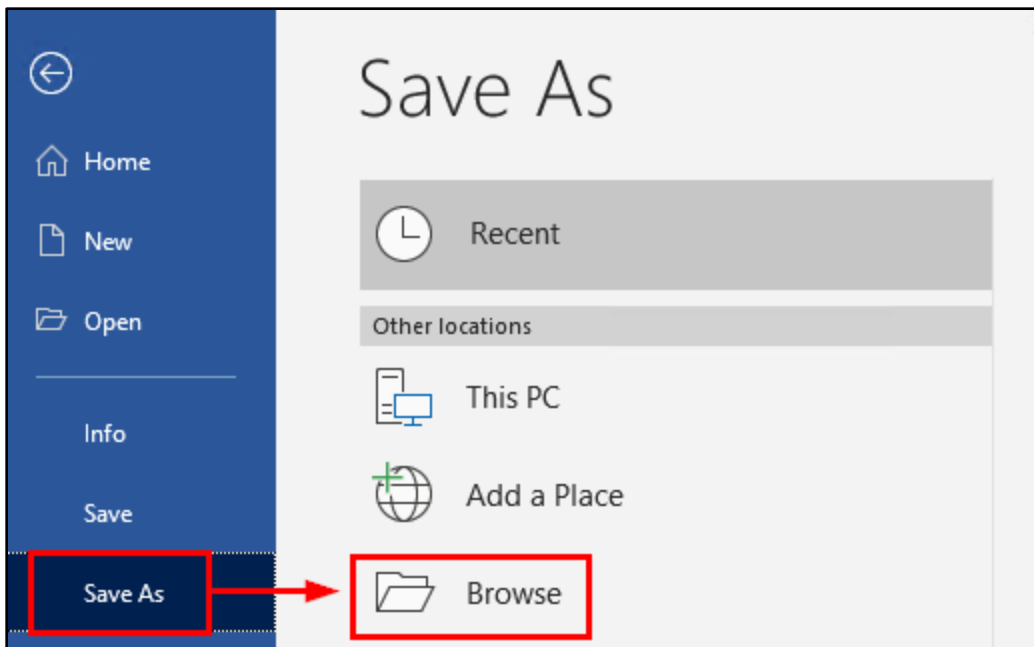 Home
New
Open
Info
Save
Save As
Save As
Recent
Other locations
This PC
Add a Place
Browse